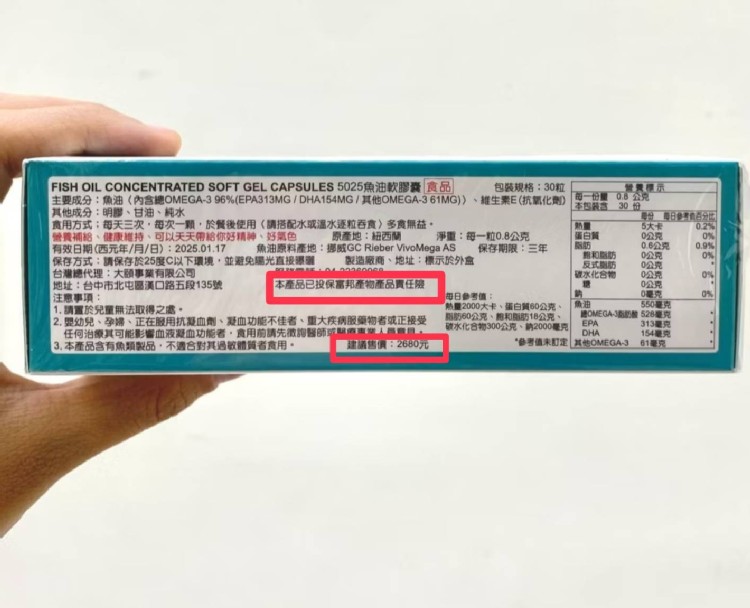 FISH OIL CONCENTRATED SOFT GEL CAPSULES 5025魚油軟膠囊 食品 包裝規格：30粒
主要成分：魚油（內含總OMEGA-3 96%(EPA313MG / DHA154MG / 其他OMEGA-3 61MG)）、維生素E (抗氧化劑)
其他成分：明膠、甘油、純水
食用方式：每天三次，每次一顆，於餐後使用（請搭配水或溫水逐粒吞食）多食無益。
營養補給、健康維持、可以天天帶給你好精神、好氣色 原產地：紐西蘭 淨重：每一粒0.8公克
有效日期(西元年/月/日)：2025.01.17 魚油原料產地：挪威GC Rieber VivoMega AS 保存期限：三年
保存方式：請保存於25度C以下環境，並避免陽光直接曝曬 製造廠商、地址：標示於外盒
台灣總代理：大頤事業有限公司
地址：台中市北屯區漢口路五段135號 本產品已投保富邦產物產品責任險
注意事項：
1.請置於兒童無法取得之處。
2.嬰幼兒、孕婦、正在服用抗凝血劑、凝血功能不佳者、重大疾病服藥物者或正接受
任何治療其可能影響血液凝血功能者，食用前請先徵詢醫師或醫療專業人員意見。
3.本產品含有魚類製品，不適合對其過敏體質者食用。 建議售價：2680元
營養標示
每一份量 0.8 公克
本包裝含 30 份
每份 每日參考值百分比
熱量 5大卡 0.2%
蛋白質 0公克 0%
脂肪 0.6公克 0.9%
飽和脂肪 0公克 0%
反式脂肪 0公克 *
碳水化合物 0公克 0%
糖 0公克 *
鈉 0毫克 0%
魚油 550毫克 *
總OMEGA-3脂肪酸 528毫克 *
EPA 313毫克 *
DHA 154毫克 *
其他OMEGA-3 61毫克 *
每日參考值：
熱量2000大卡、蛋白質60公克、
脂肪60公克、飽和脂肪18公克、
碳水化合物300公克、鈉2000毫克
*參考值未訂定